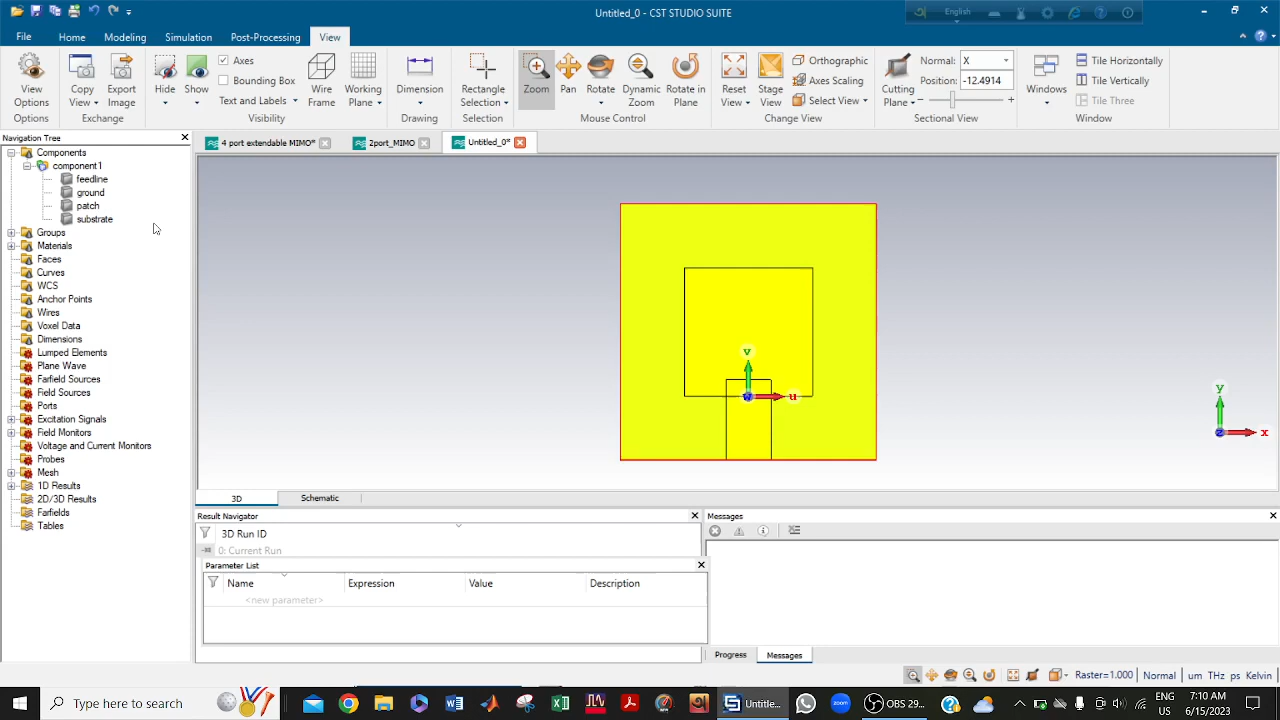 Untitled_0 - CST STUDIO SUITE
English
File
Home
Modeling
Simulation
Post-Processing
View
View Options
Options
Copy View
Export Image
Exchange
Hide
Show
Axes
Bounding Box
Text and Labels
Wire Frame
Working Plane
Visibility
Dimension
Drawing
Rectangle Selection
Selection
Zoom
Pan
Rotate
Dynamic Zoom
Rotate in Plane
Mouse Control
Reset View
Stage View
Orthographic
Axes Scaling
Select View
Change View
Cutting Plane
Normal: X
Position: -12.4914
Sectional View
Windows
Tile Horizontally
Tile Vertically
Tile Three
Window
Navigation Tree
Components
component1
feedline
ground
patch
substrate
Groups
Materials
Faces
Curves
WCS
Anchor Points
Wires
Voxel Data
Dimensions
Lumped Elements
Plane Wave
Farfield Sources
Field Sources
Ports
Excitation Signals
Field Monitors
Voltage and Current Monitors
Probes
Mesh
1D Results
2D/3D Results
Farfields
Tables
4 port extendable MIMO*
2port_MIMO
Untitled_0*
v
u
y
x
3D
Schematic
Result Navigator
3D Run ID
0: Current Run
Parameter List
Name Expression Value Description
<new parameter>
Messages
Progress
Messages
Raster=1.000 Normal um THz ps Kelvin
Type here to search
Untitle...
OBS 29...
ENG
US
7:10 AM
6/15/2023